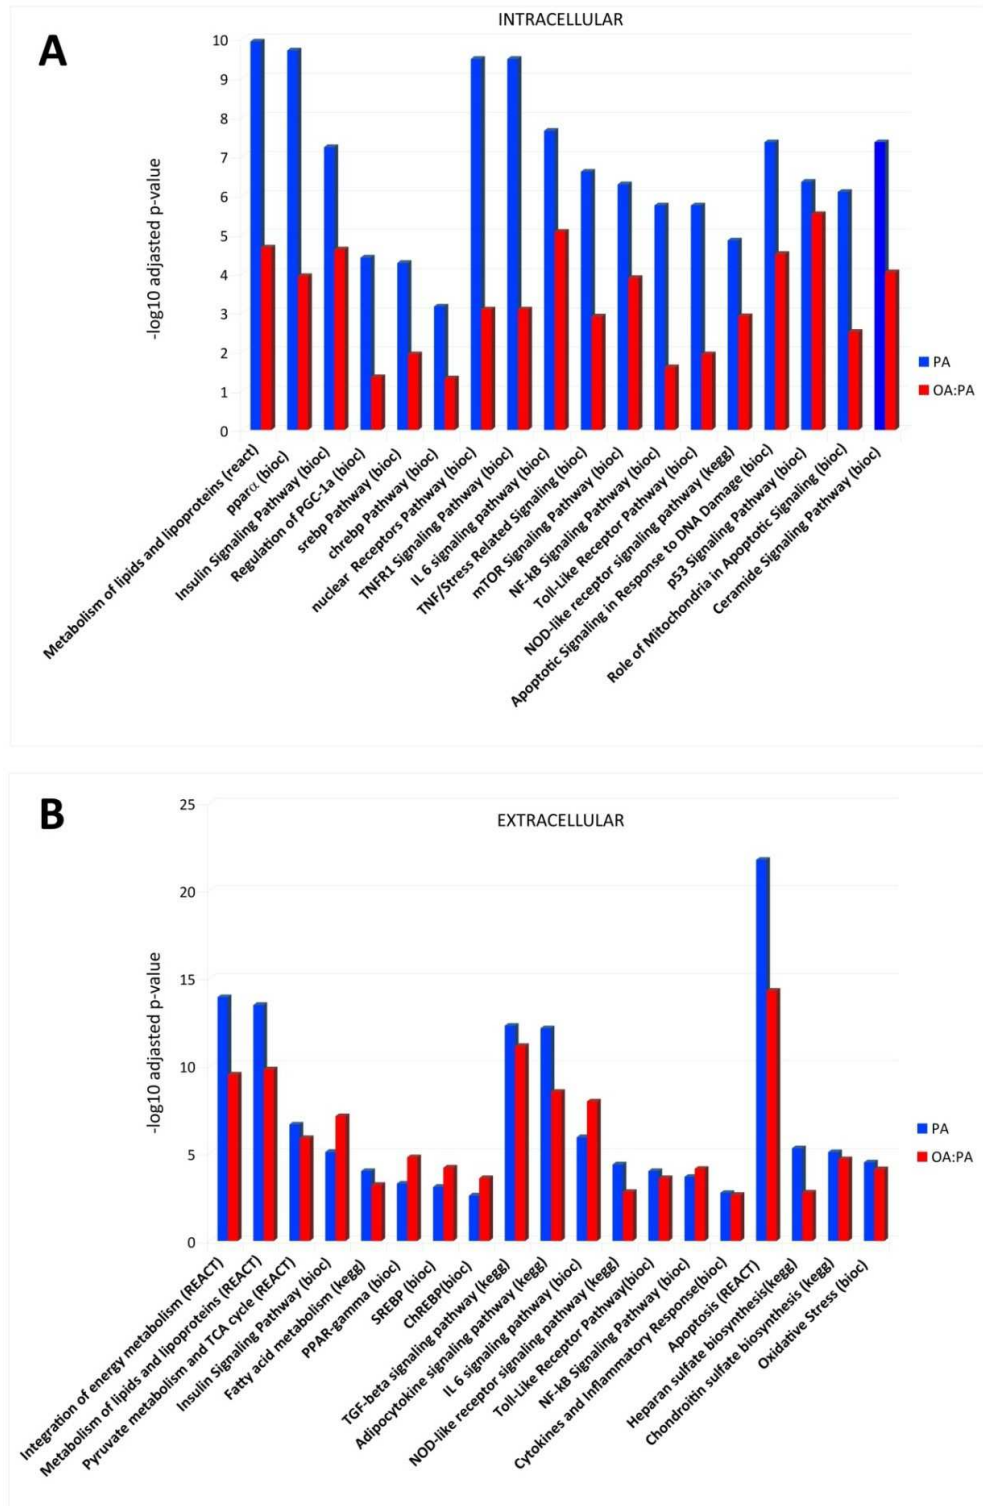 A
INTRACELLULAR
10
9
8
7
6
5
4
3
2
1
0
-log10 adjasted p-value
PA
OA:PA
Metabolism of lipids and lipoproteins (react)
pparα (bioc)
Insulin Signaling Pathway (bioc)
Regulation of PGC-1a (bioc)
srebp Pathway (bioc)
chrebp Pathway (bioc)
nuclear Receptors Pathway (bioc)
TNFR1 Signaling Pathway (bioc)
IL 6 signaling pathway (bioc)
TNF/Stress Related Signaling (bioc)
mTOR Signaling Pathway (bioc)
NF-kB Signaling Pathway (bioc)
Toll-Like Receptor Pathway (bioc)
NOD-like receptor signaling pathway (kegg)
Apoptotic Signaling in Response to DNA Damage (bioc)
p53 Signaling Pathway (bioc)
Role of Mitochondria in Apoptotic Signaling (bioc)
Ceramide Signaling Pathway (bioc)
B
EXTRACELLULAR
25
20
15
10
5
0
-log10 adjasted p-value
PA
OA:PA
Integration of energy metabolism (REACT)
Metabolism of lipids and lipoproteins (REACT)
Pyruvate metabolism and TCA cycle (REACT)
Insulin Signaling Pathway (bioc)
Fatty acid metabolism (kegg)
PPAR-gamma (bioc)
SREBP (bioc)
ChREBP(bioc)
TGF-beta signaling pathway (kegg)
Adipocytokine signaling pathway (kegg)
IL 6 signaling pathway (bioc)
NOD-like receptor signaling pathway (kegg)
Toll-Like Receptor Pathway(bioc)
NF-kB Signaling Pathway (bioc)
Cytokines and Inflammatory Response(bioc)
Apoptosis (REACT)
Heparan sulfate biosynthesis(kegg)
Chondroitin sulfate biosynthesis (kegg)
Oxidative Stress (bioc)